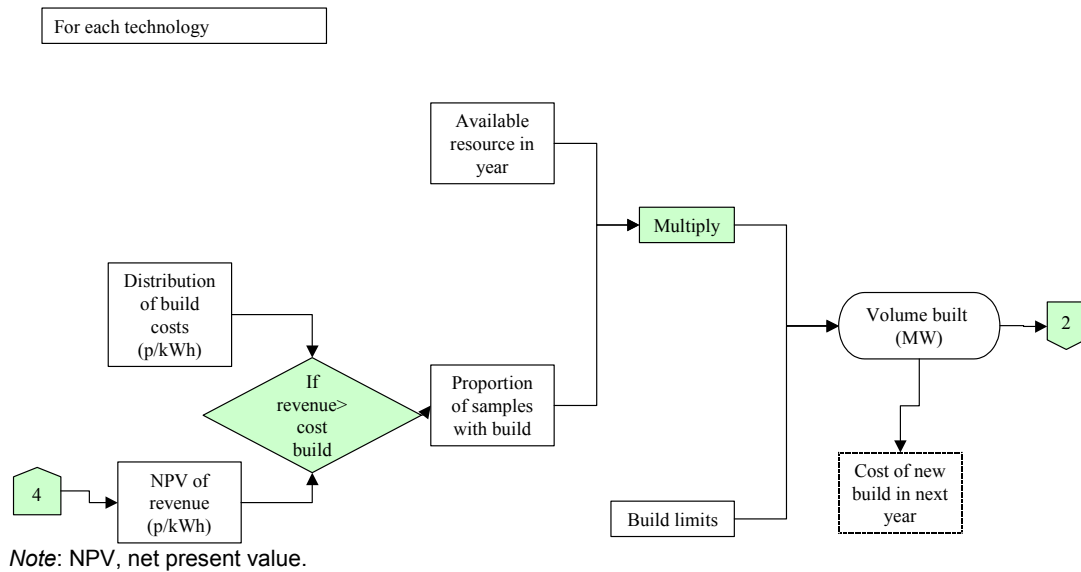 For each technology
Available
resource in
year
Multiply
Distribution
of build
costs
(p/kWh)
Volume built
(MW)
2
If
revenue>
cost
build
Proportion
of samples
with build
4
NPV of
revenue
(p/kWh)
Build limits
Cost of new
build in next
year
Note: NPV, net present value.